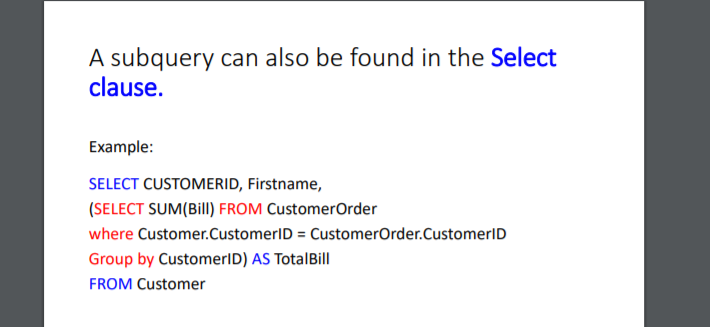 A subquery can also be found in the Select
clause.
Example:
SELECT CUSTOMERID, Firstname,
(SELECT SUM(Bill) FROM CustomerOrder
where Customer.CustomerID = CustomerOrder.CustomerID
Group by CustomerID) AS TotalBill
FROM Customer